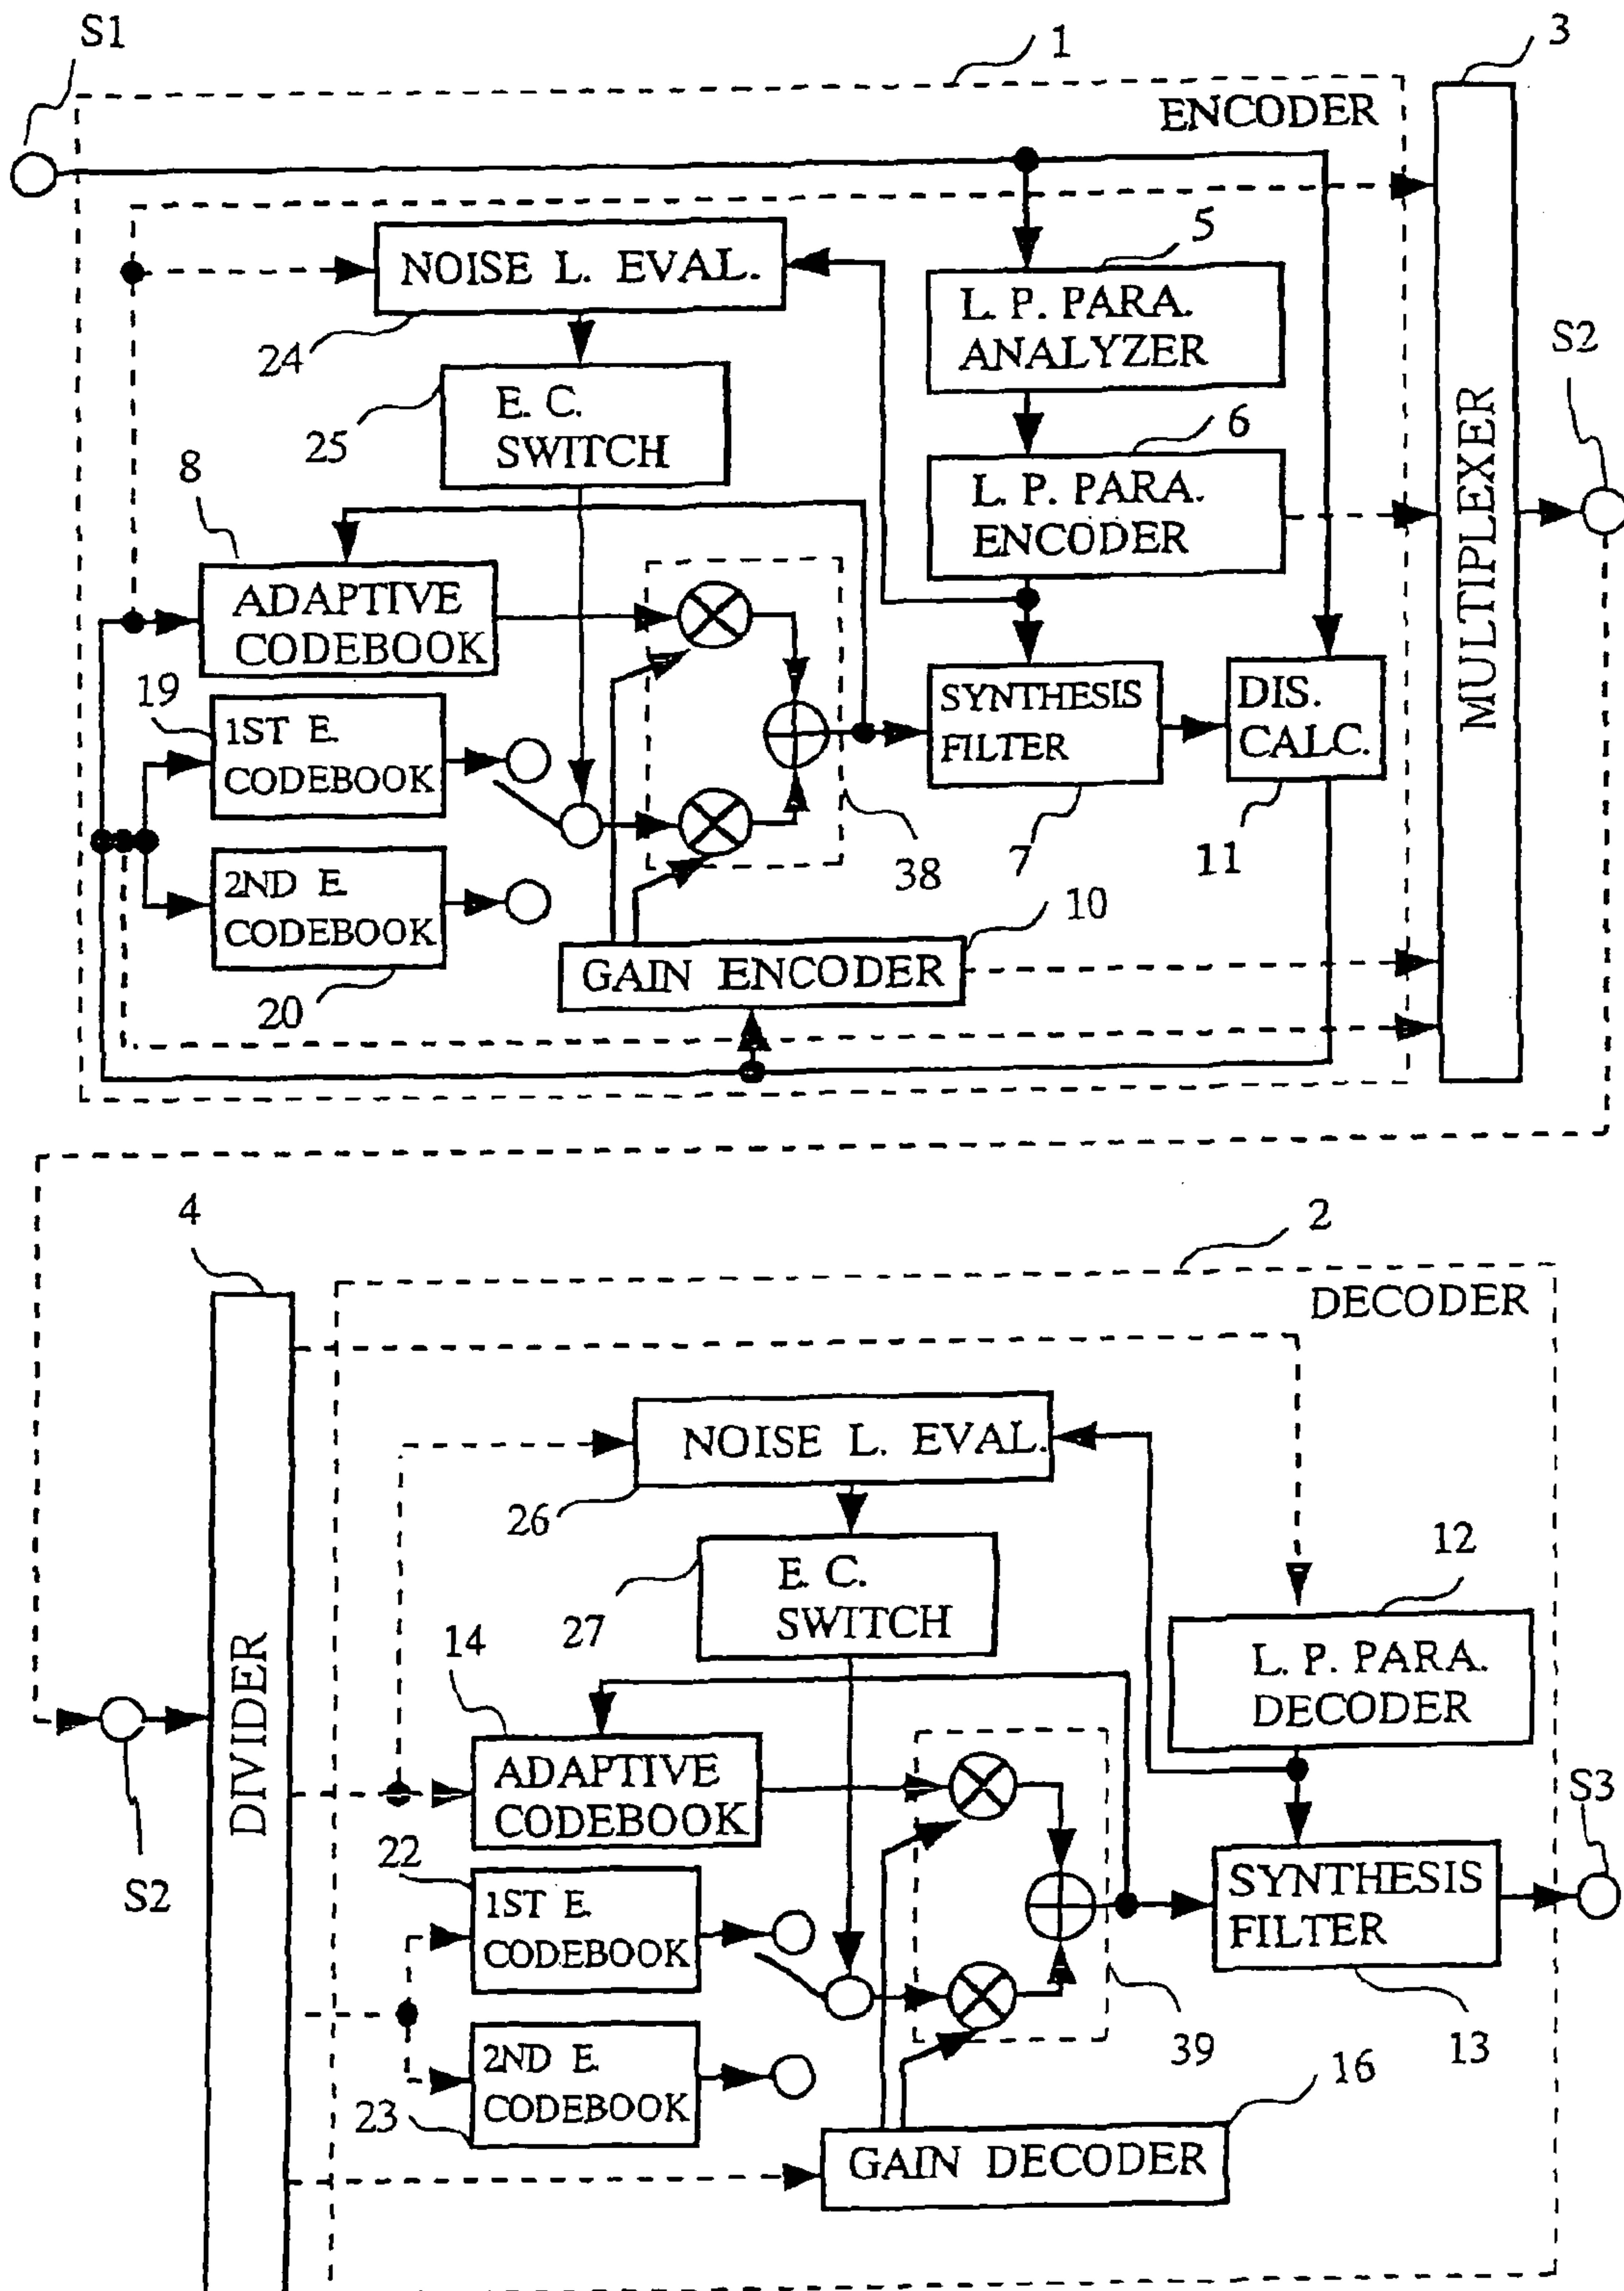 S1
1
3
ENCODER
NOISE L. EVAL.
5
L. P. PARA.
ANALYZER
24
S2
E. C.
SWITCH
25
6
L. P. PARA.
ENCODER
MULTIPLEXER
8
ADAPTIVE
CODEBOOK
19
1ST E.
CODEBOOK
SYNTHESIS
FILTER
DIS.
CALC.
38
7
11
2ND E.
CODEBOOK
10
GAIN ENCODER
20
4
2
DECODER
NOISE L. EVAL.
26
12
E. C.
SWITCH
27
14
L. P. PARA.
DECODER
DIVIDER
ADAPTIVE
CODEBOOK
S3
S2
22
1ST E.
CODEBOOK
SYNTHESIS
FILTER
39
13
2ND E.
CODEBOOK
16
23
GAIN DECODER